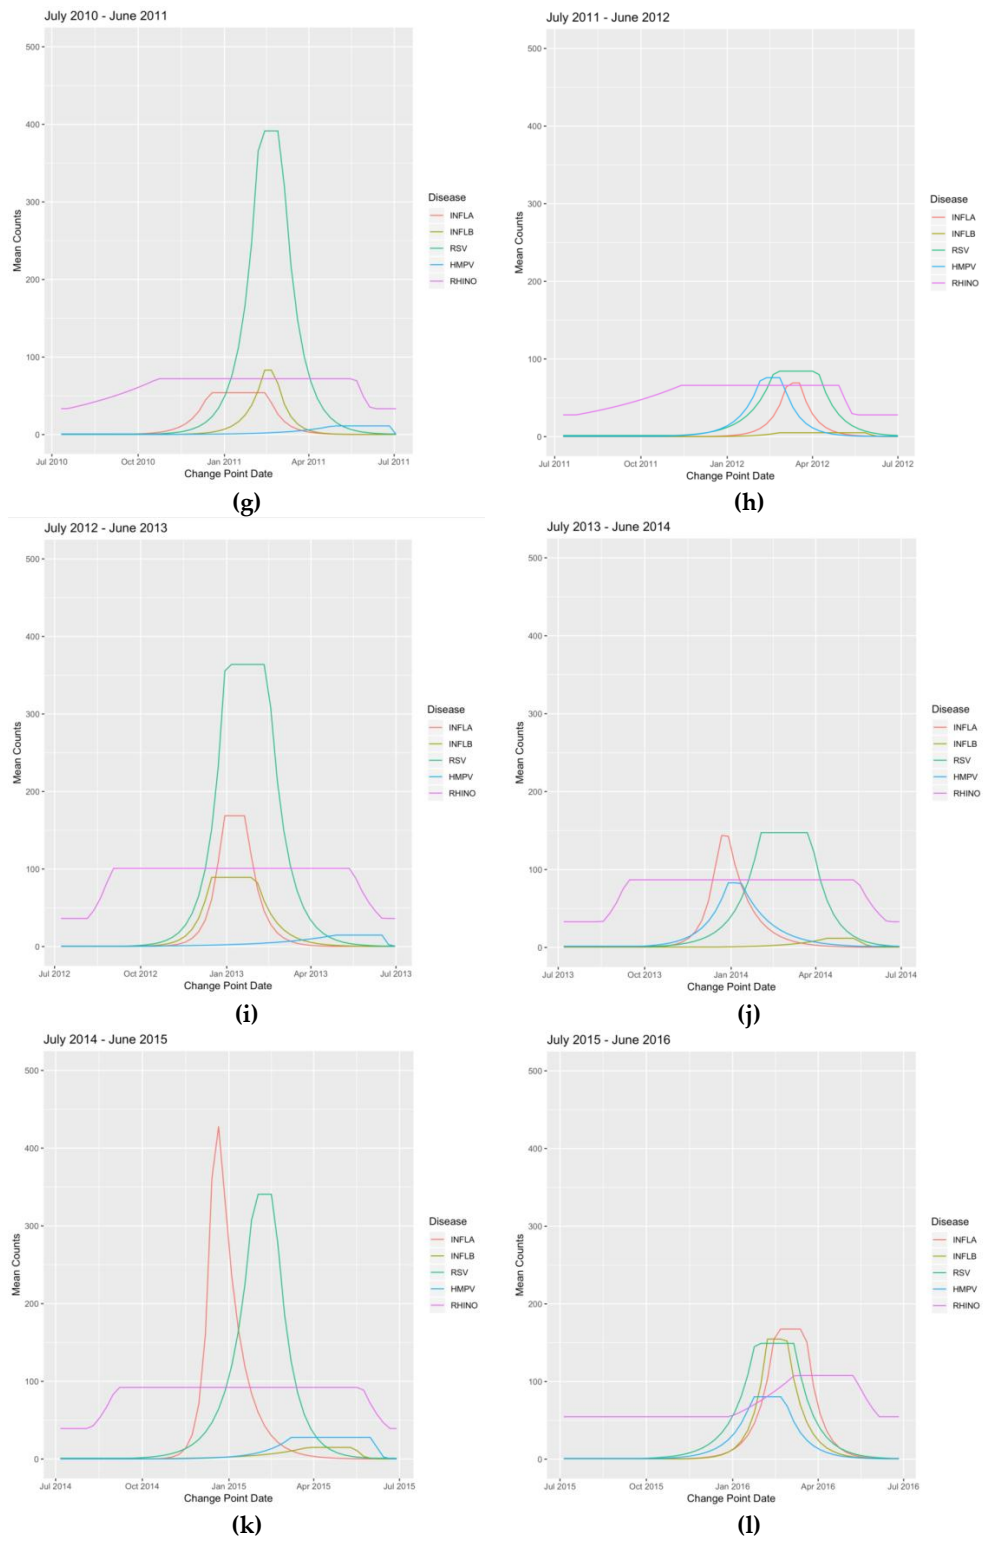 July 2010 - June 2011
500
400
300
200
100
0
Mean Counts
Jul 2010 Oct 2010 Jan 2011 Apr 2011 Jul 2011
Change Point Date
Disease
INFLA
INFLB
RSV
HMPV
RHINO
(g)
July 2011 - June 2012
500
400
300
200
100
0
Mean Counts
Jul 2011 Oct 2011 Jan 2012 Apr 2012 Jul 2012
Change Point Date
Disease
INFLA
INFLB
RSV
HMPV
RHINO
(h)
July 2012 - June 2013
500
400
300
200
100
0
Mean Counts
Jul 2012 Oct 2012 Jan 2013 Apr 2013 Jul 2013
Change Point Date
Disease
INFLA
INFLB
RSV
HMPV
RHINO
(i)
July 2013 - June 2014
500
400
300
200
100
0
Mean Counts
Jul 2013 Oct 2013 Jan 2014 Apr 2014 Jul 2014
Change Point Date
Disease
INFLA
INFLB
RSV
HMPV
RHINO
(j)
July 2014 - June 2015
500
400
300
200
100
0
Mean Counts
Jul 2014 Oct 2014 Jan 2015 Apr 2015 Jul 2015
Change Point Date
Disease
INFLA
INFLB
RSV
HMPV
RHINO
(k)
July 2015 - June 2016
500
400
300
200
100
0
Mean Counts
Jul 2015 Oct 2015 Jan 2016 Apr 2016 Jul 2016
Change Point Date
Disease
INFLA
INFLB
RSV
HMPV
RHINO
(l)